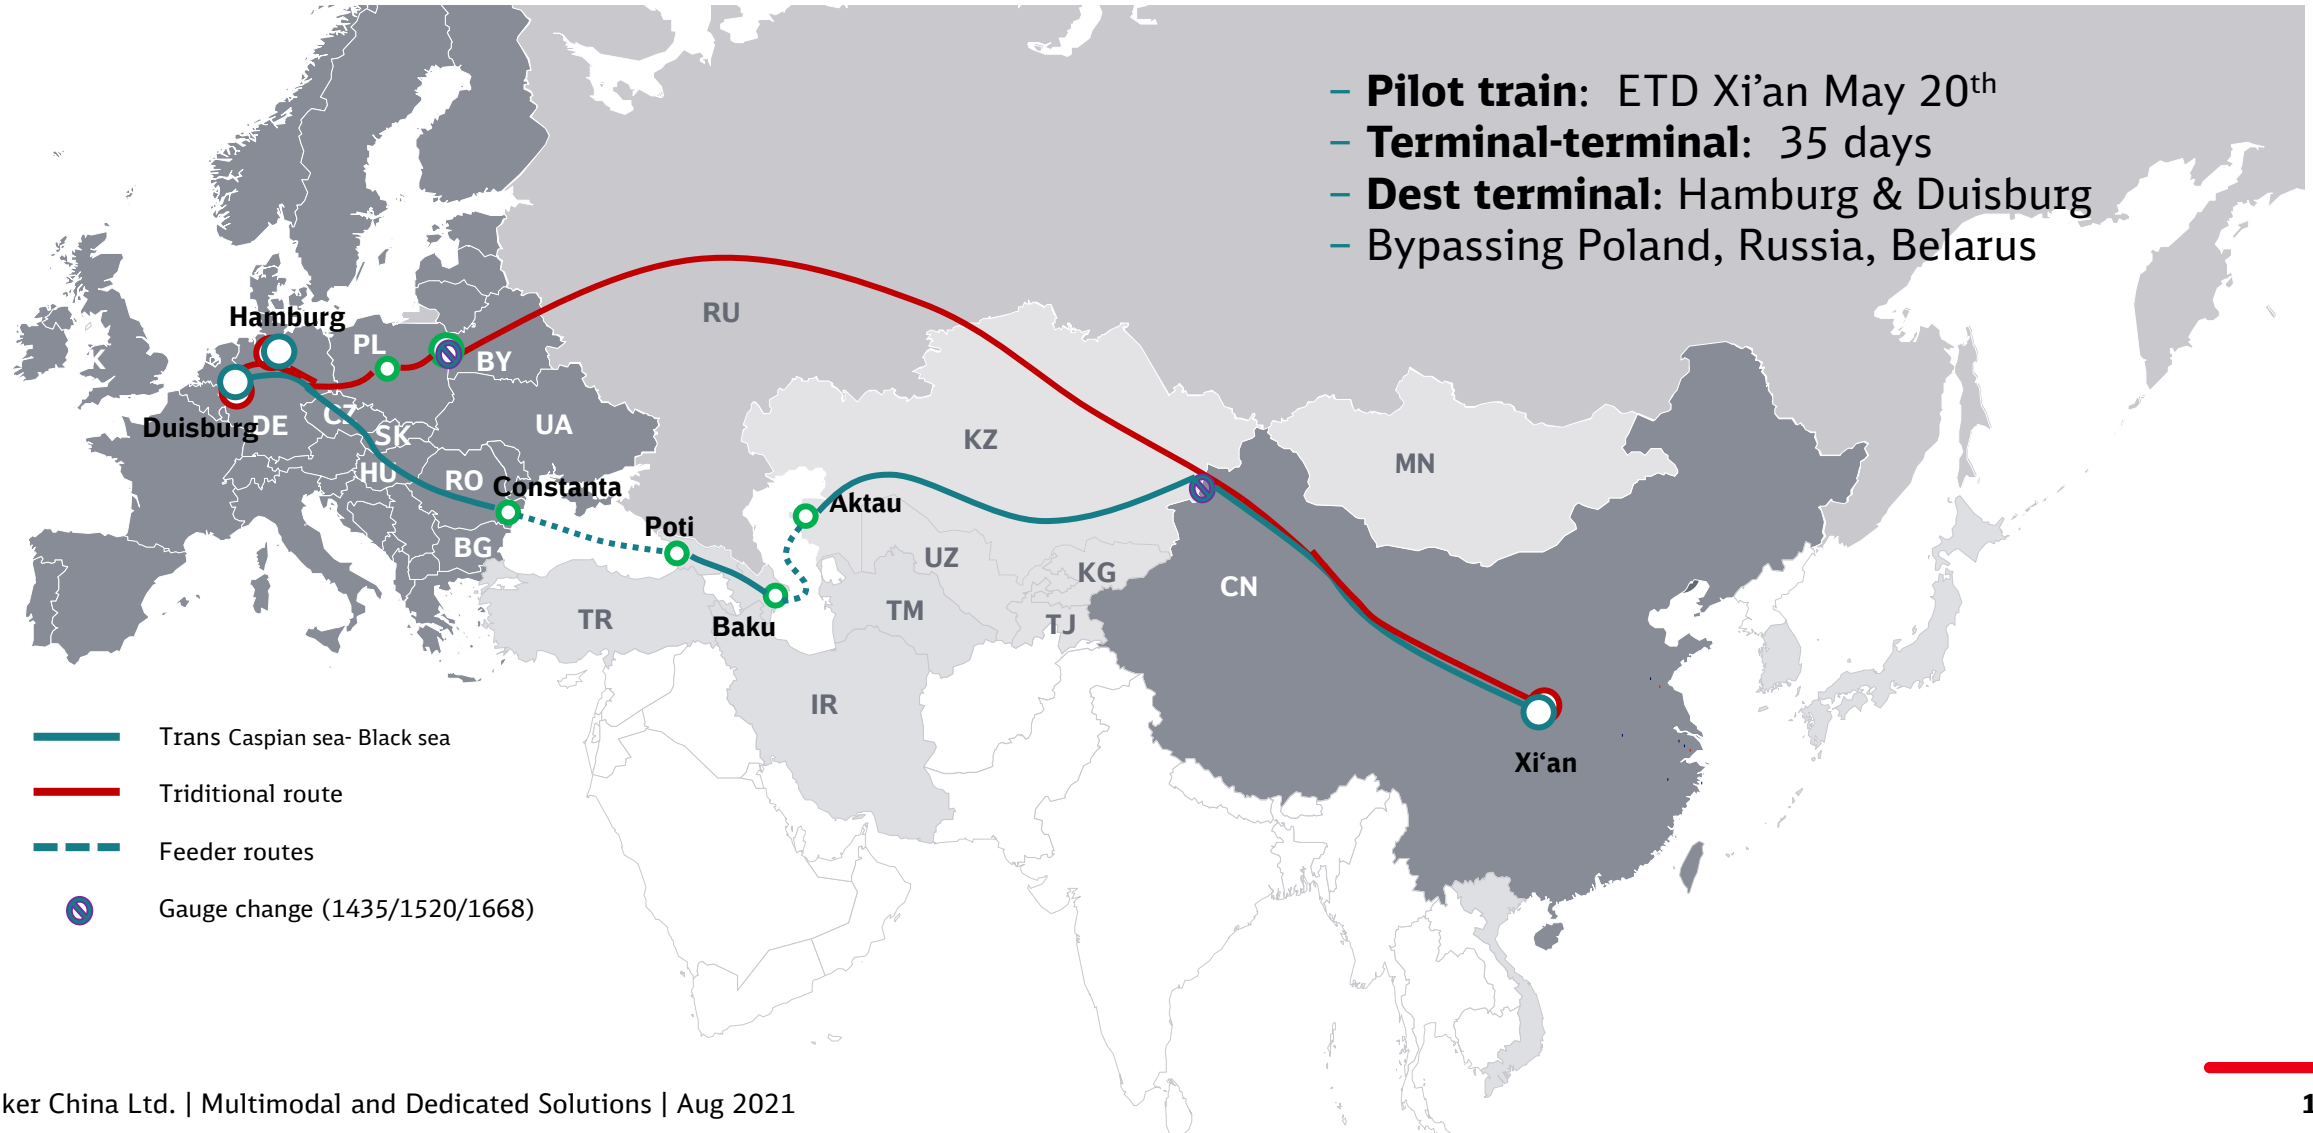 – Pilot train: ETD Xi’an May 20th
– Terminal-terminal: 35 days
– Dest terminal: Hamburg & Duisburg
– Bypassing Poland, Russia, Belarus
RU
Hamburg
PL
BY
K
Duisburg
DE
CZ
SK
UA
KZ
MN
HU
RO
Constanta
Aktau
Poti
BG
UZ
KG
CN
TR
Baku
TM
TJ
IR
Xi‘an
Trans Caspian sea- Black sea
Triditional route
Feeder routes
Gauge change (1435/1520/1668)
ker China Ltd. | Multimodal and Dedicated Solutions | Aug 2021
1